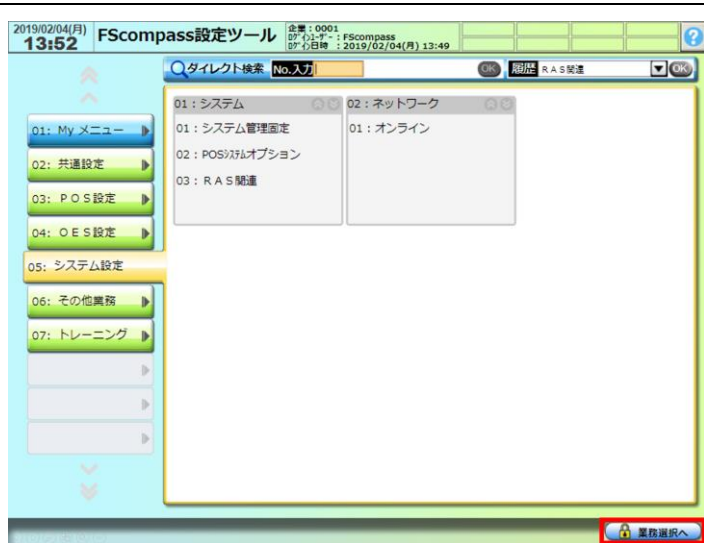 2019/02/04(月)
13:52
FScompass設定ツール
企業:0001
ﾛｸﾞｲﾝﾕｰｻﾞｰ:FScompass
ﾛｸﾞｲﾝ日時 :2019/02/04(月) 13:49
?
ダイレクト検索 No.入力 OK 履歴 RAS関連 OK
01: Myメニュー
02: 共通設定
03: POS設定
04: OES設定
05: システム設定
06: その他業務
07: トレーニング
01:システム
01:システム管理固定
02:POSｼｽﾃﾑオプション
03:RAS関連
02:ネットワーク
01:オンライン
業務選択へ